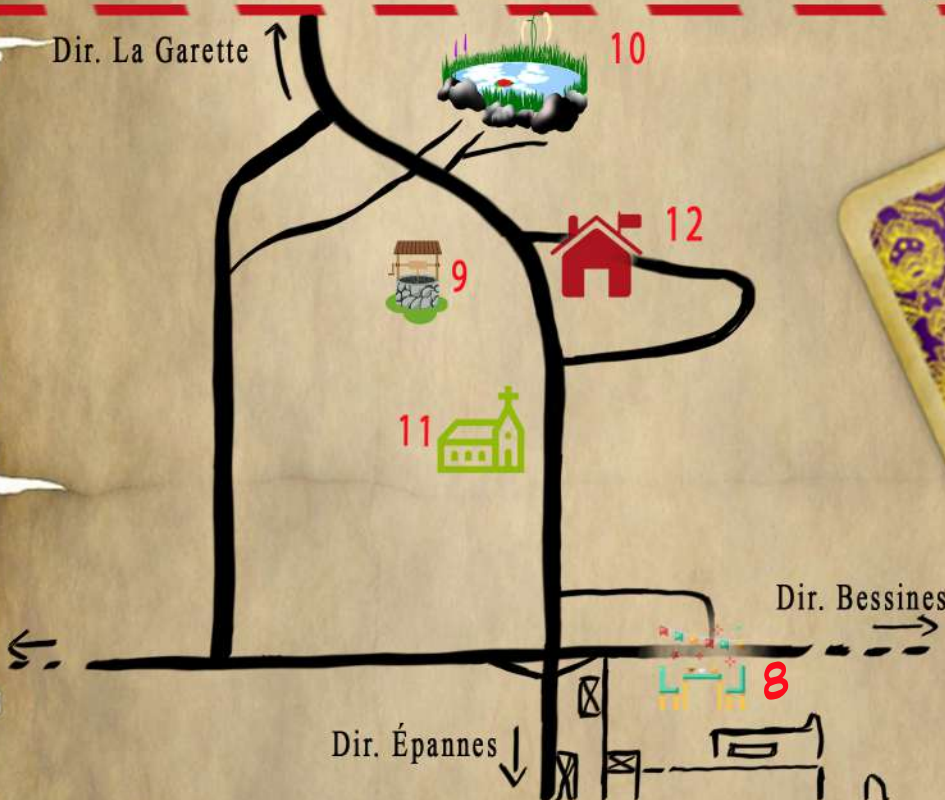 Dir. La Garette
10
12
9
11
Dir. Bessines
8
Dir. Épannes